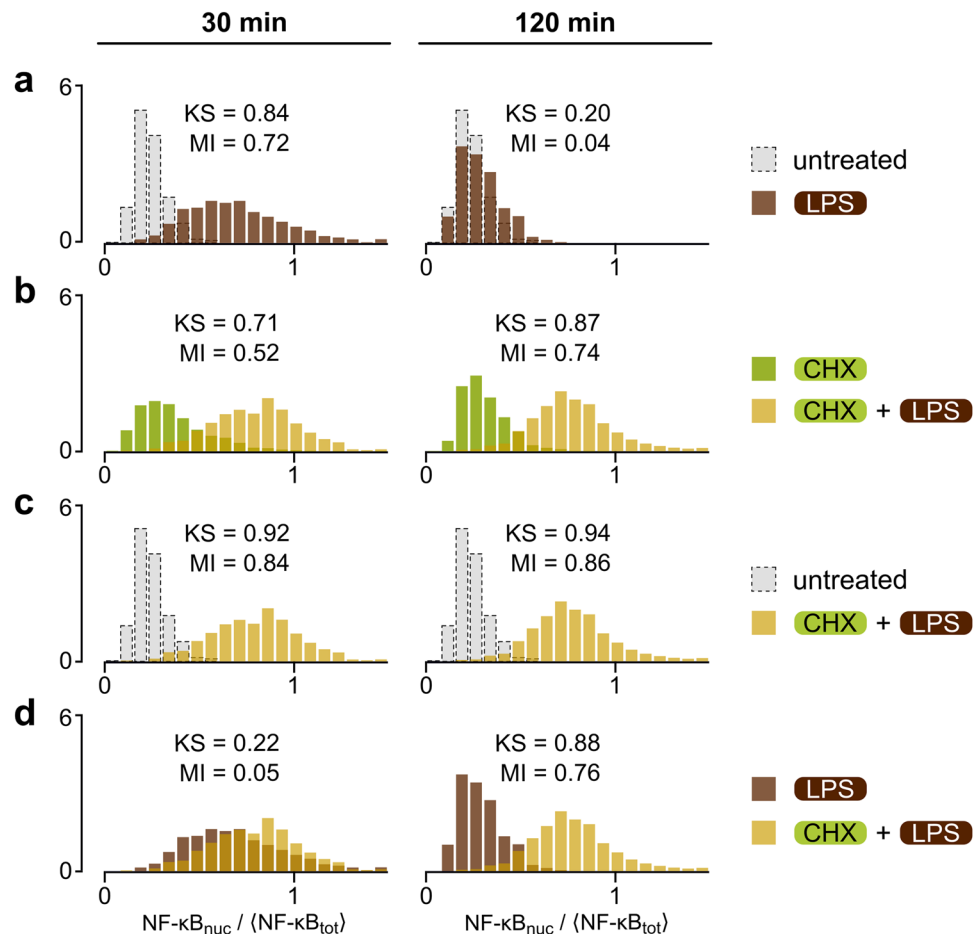 30 min 120 min
a
6
0
KS = 0.84
MI = 0.72
0 1
KS = 0.20
MI = 0.04
0 1
untreated
LPS
b
6
0
KS = 0.71
MI = 0.52
0 1
KS = 0.87
MI = 0.74
0 1
CHX
CHX + LPS
c
6
0
KS = 0.92
MI = 0.84
0 1
KS = 0.94
MI = 0.86
0 1
untreated
CHX + LPS
d
6
0
KS = 0.22
MI = 0.05
0 1
KS = 0.88
MI = 0.76
0 1
LPS
CHX + LPS
NF-κB_nuc / ⟨NF-κB_tot⟩ NF-κB_nuc / ⟨NF-κB_tot⟩